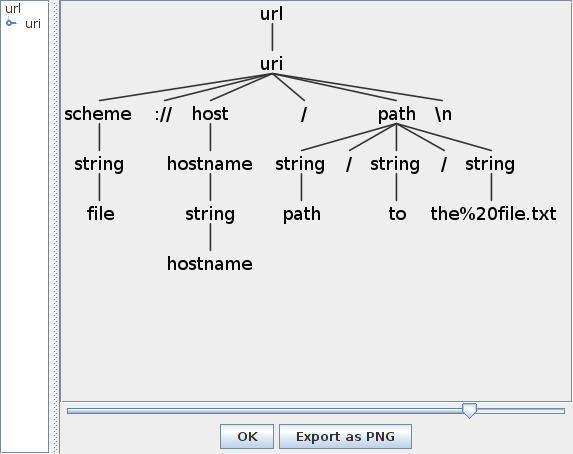 url
uri
url
uri
scheme :// host / path \n
string hostname string / string / string
file string path to the%20file.txt
hostname
OK Export as PNG